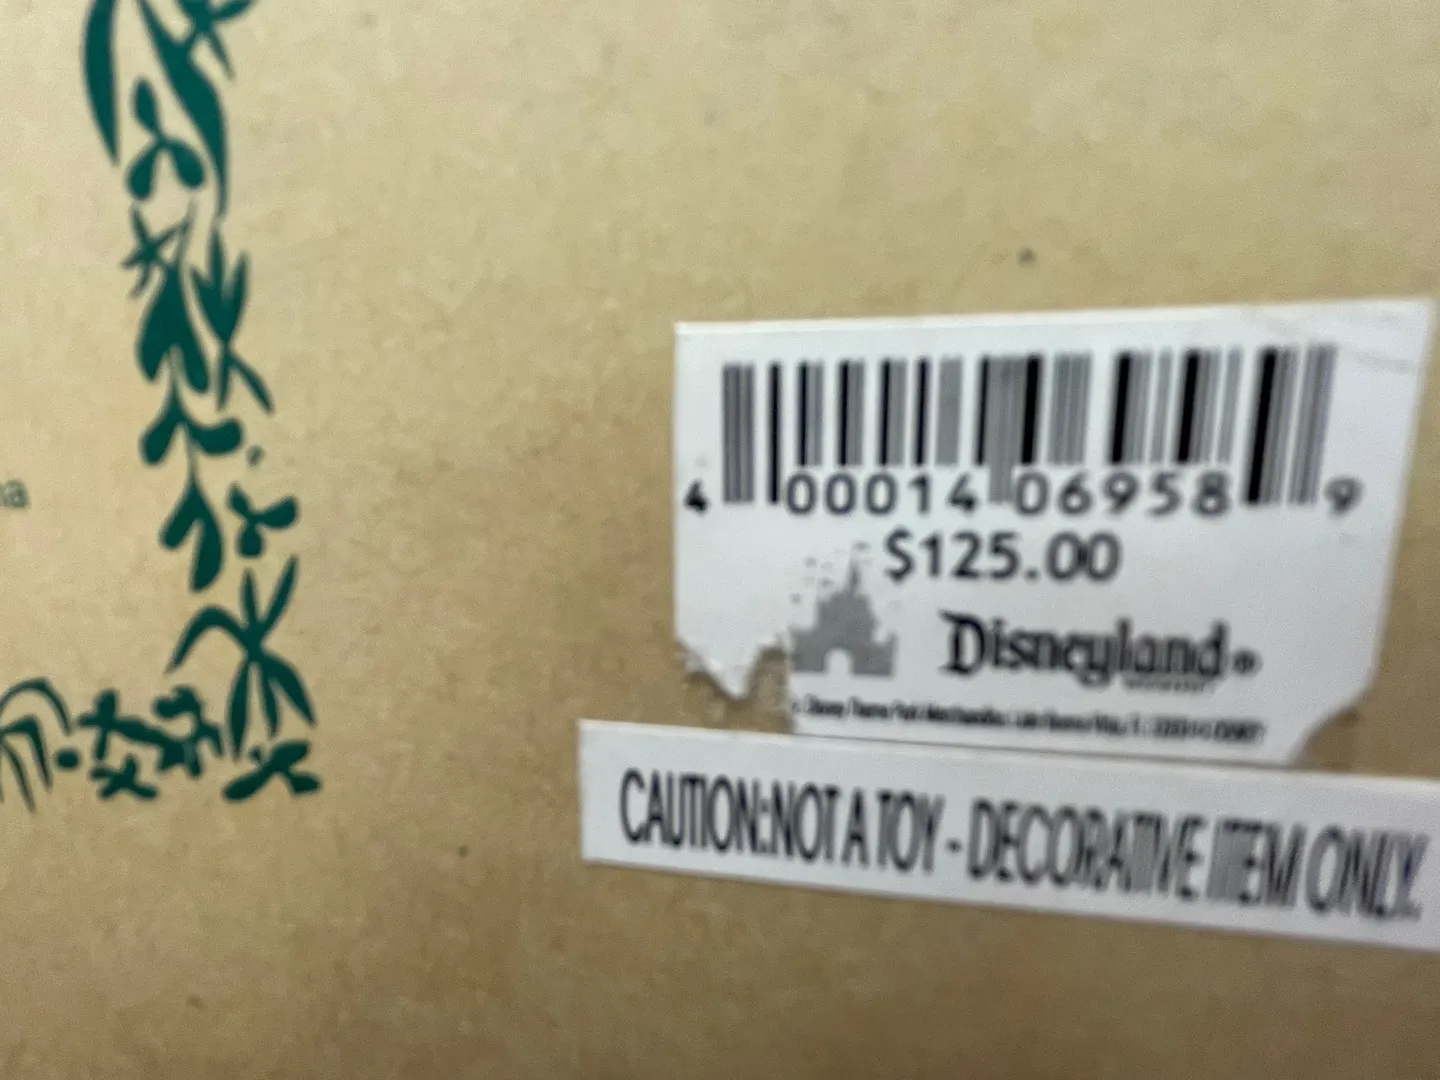 4 00014 06958 9
$125.00
Disneyland®
CAUTION:NOT A TOY - DECORATIVE ITEM ONLY.